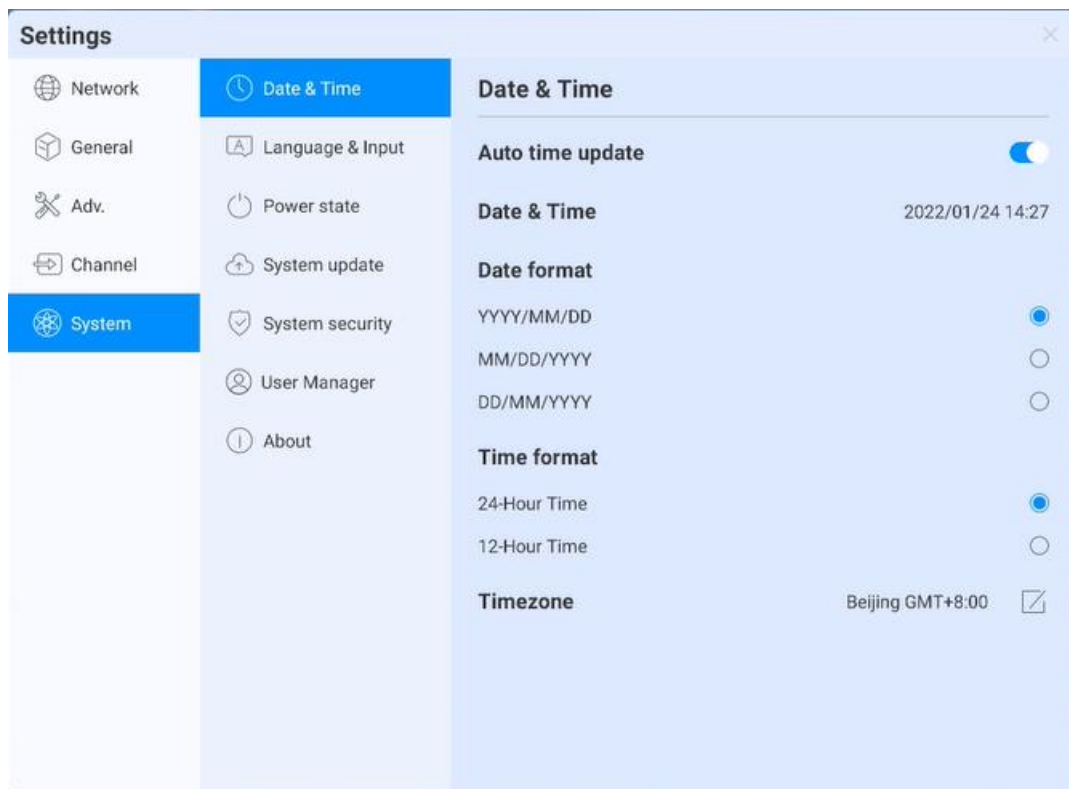 Settings
Network
General
Adv.
Channel
System
Date & Time
Language & Input
Power state
System update
System security
User Manager
About
Date & Time
Auto time update
Date & Time 2022/01/24 14:27
Date format
YYYY/MM/DD
MM/DD/YYYY
DD/MM/YYYY
Time format
24-Hour Time
12-Hour Time
Timezone Beijing GMT+8:00